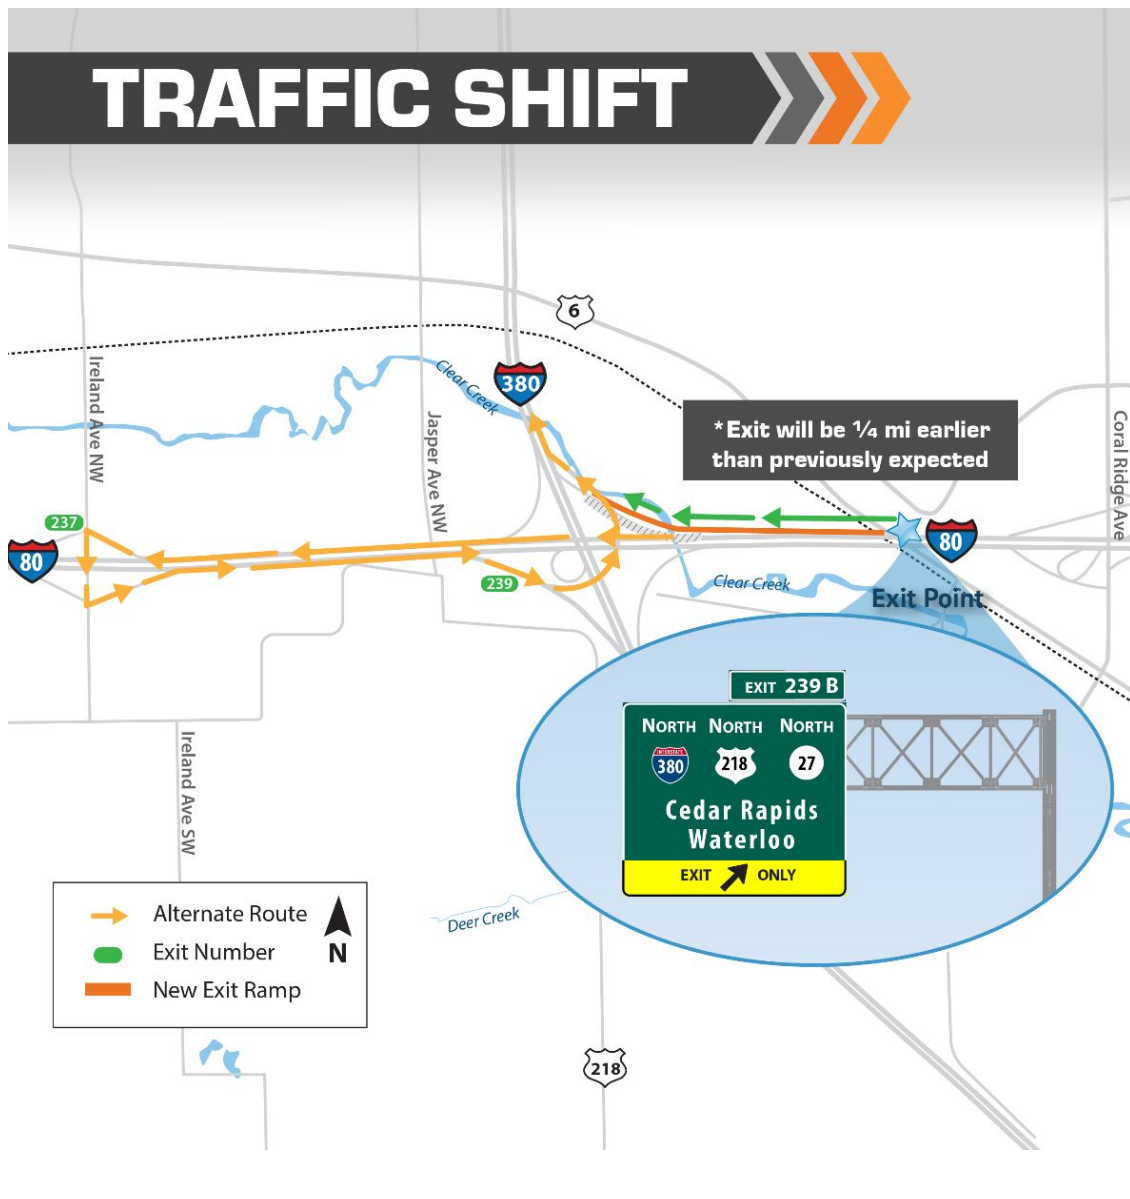 TRAFFIC SHIFT
6
Ireland Ave NW
Clear Creek
380
Jasper Ave NW
*Exit will be ¼ mi earlier
than previously expected
Coral Ridge Ave
237
80
80
239
Clear Creek
Exit Point
EXIT 239 B
NORTH NORTH NORTH
INTERSTATE
380 218 27
Cedar Rapids
Waterloo
EXIT ONLY
Ireland Ave SW
Alternate Route
Exit Number
N
New Exit Ramp
Deer Creek
218